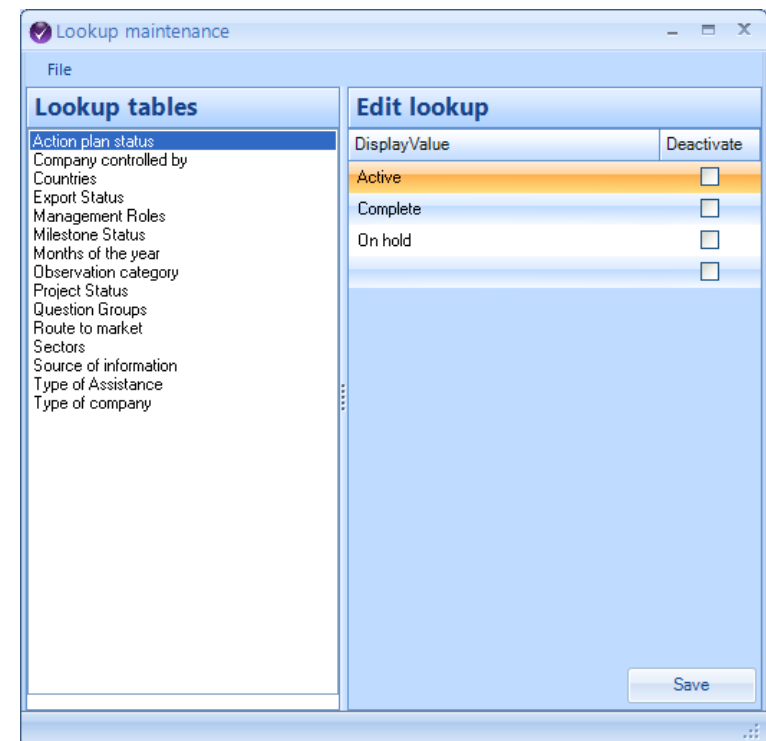 Lookup maintenance
File
Lookup tables
Action plan status
Company controlled by
Countries
Export Status
Management Roles
Milestone Status
Months of the year
Observation category
Project Status
Question Groups
Route to market
Sectors
Source of information
Type of Assistance
Type of company
Edit lookup
DisplayValue Deactivate
Active
Complete
On hold
Save